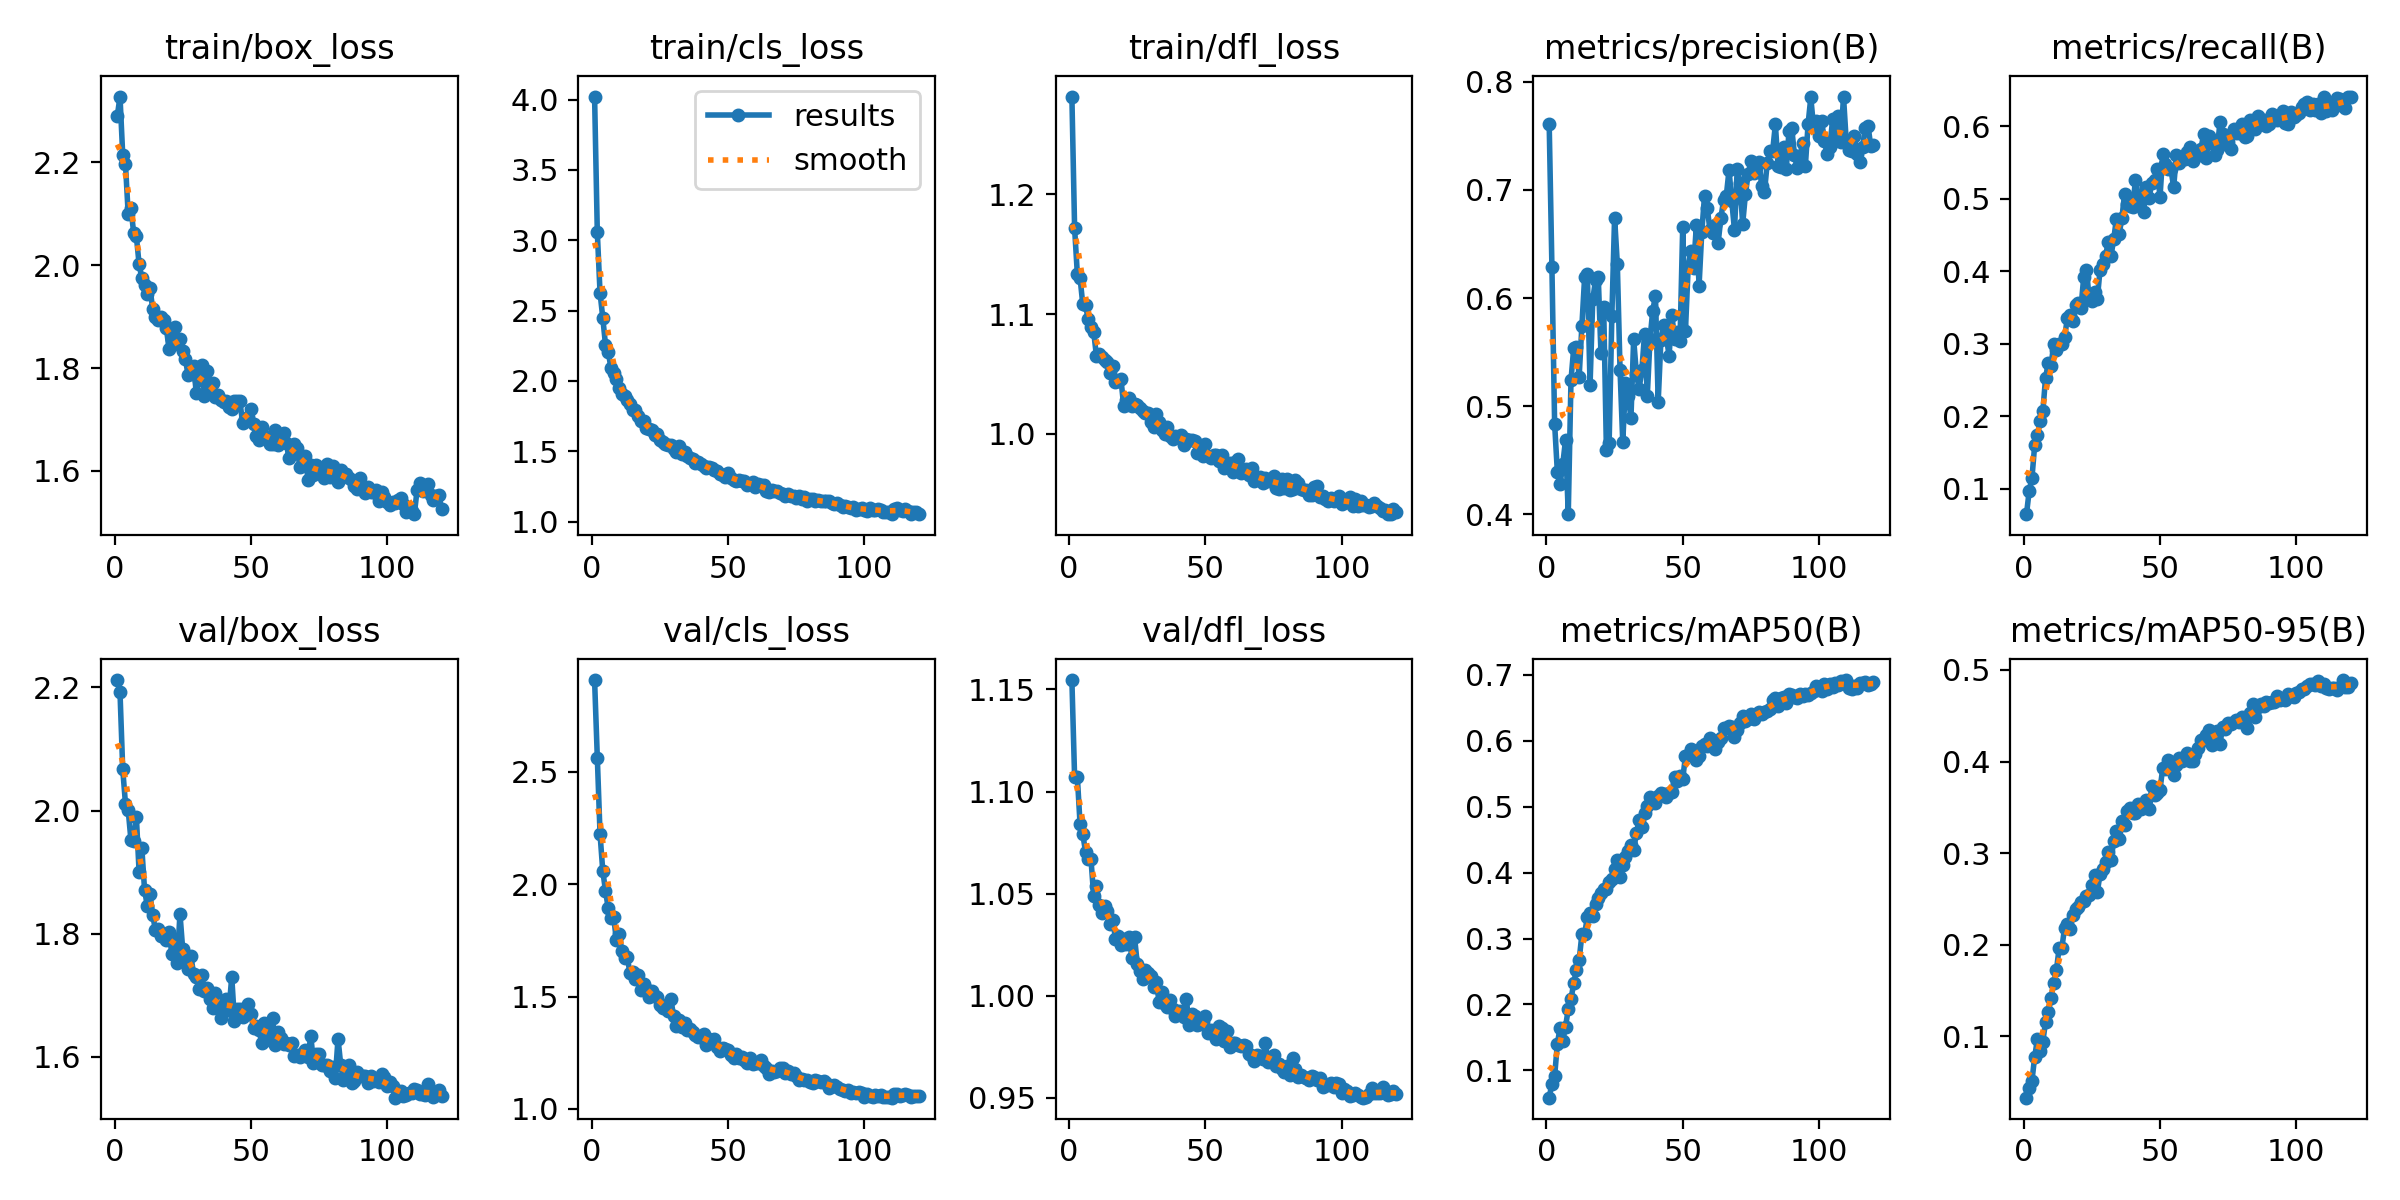 train/box_loss
2.2
2.0
1.8
1.6
0 50 100
train/cls_loss
results
smooth
4.0
3.5
3.0
2.5
2.0
1.5
1.0
0 50 100
train/dfl_loss
1.2
1.1
1.0
0 50 100
metrics/precision(B)
0.8
0.7
0.6
0.5
0.4
0 50 100
metrics/recall(B)
0.6
0.5
0.4
0.3
0.2
0.1
0 50 100
val/box_loss
2.2
2.0
1.8
1.6
0 50 100
val/cls_loss
2.5
2.0
1.5
1.0
0 50 100
val/dfl_loss
1.15
1.10
1.05
1.00
0.95
0 50 100
metrics/mAP50(B)
0.7
0.6
0.5
0.4
0.3
0.2
0.1
0 50 100
metrics/mAP50-95(B)
0.5
0.4
0.3
0.2
0.1
0 50 100